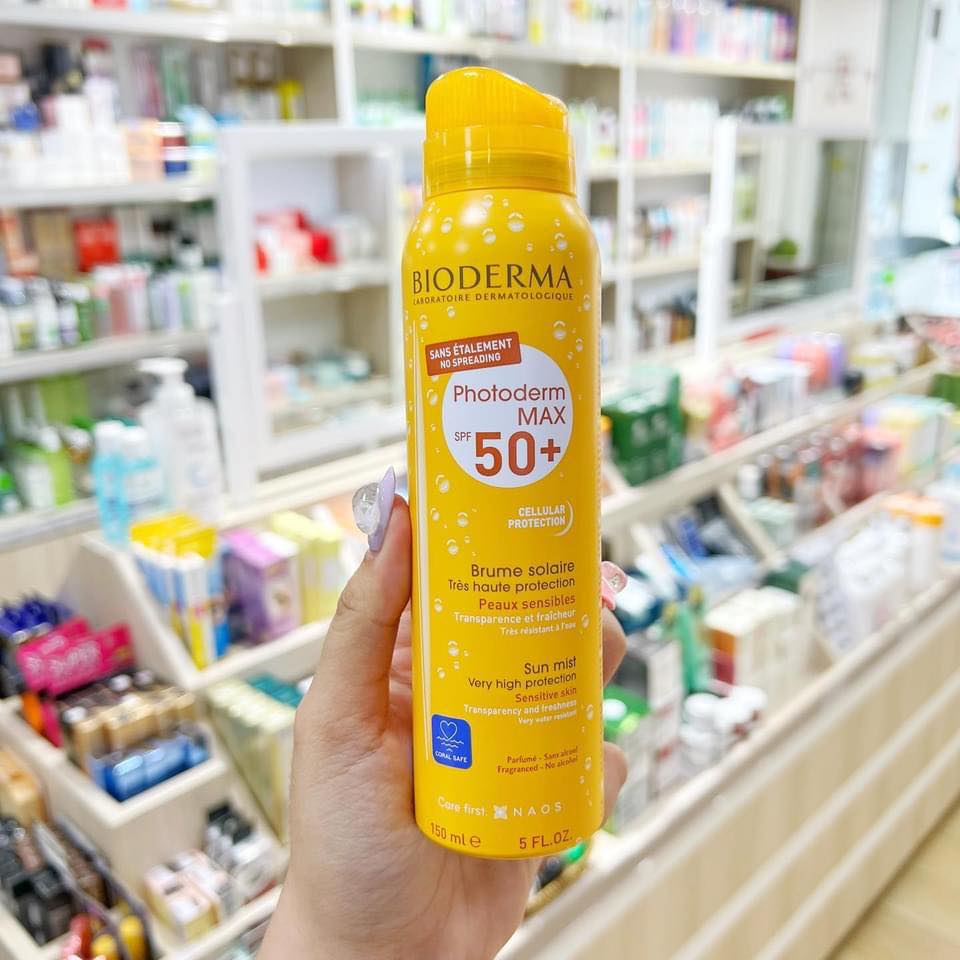 BIODERMA
LABORATOIRE DERMATOLOGIQUE
SANS ÉTALEMENT
NO SPREADING
Photoderm
MAX
SPF 50+
CELLULAR
PROTECTION
Brume solaire
Très haute protection
Peaux sensibles
Transparence et fraîcheur
Très résistant à l'eau
Sun mist
Very high protection
Sensitive skin
Transparency and freshness
Very water resistant
CORAL SAFE
Parfumé - Sans alcool
Fragranced - No alcohol
Care first. NAOS
150 ml e 5 FL.OZ.